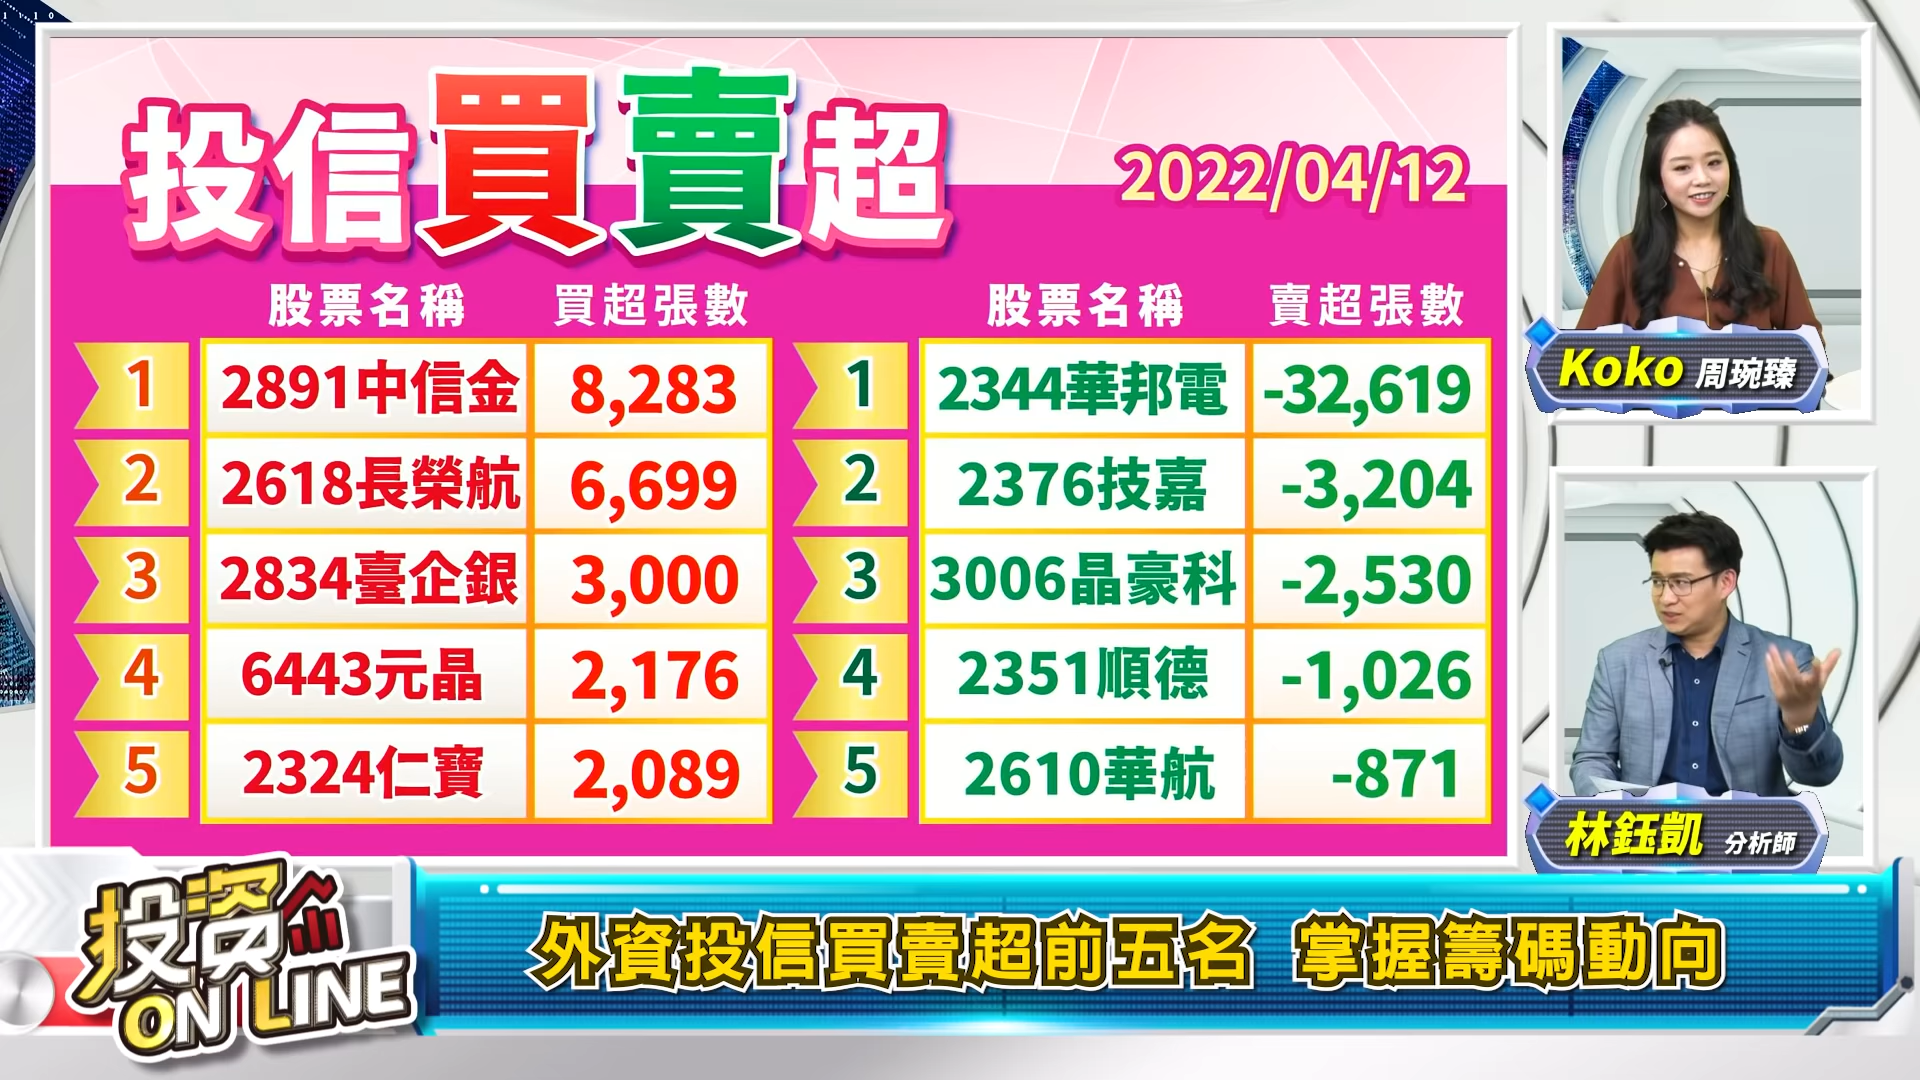 投信買賣超
2022/04/12
股票名稱 買超張數 股票名稱 賣超張數
1 2891中信金 8,283 1 2344華邦電 -32,619
2 2618長榮航 6,699 2 2376技嘉 -3,204
3 2834臺企銀 3,000 3 3006晶豪科 -2,530
4 6443元晶 2,176 4 2351順德 -1,026
5 2324仁寶 2,089 5 2610華航 -871
Koko 周琬臻
林鈺凱 分析師
投資
ON LINE
外資投信買賣超前五名 掌握籌碼動向